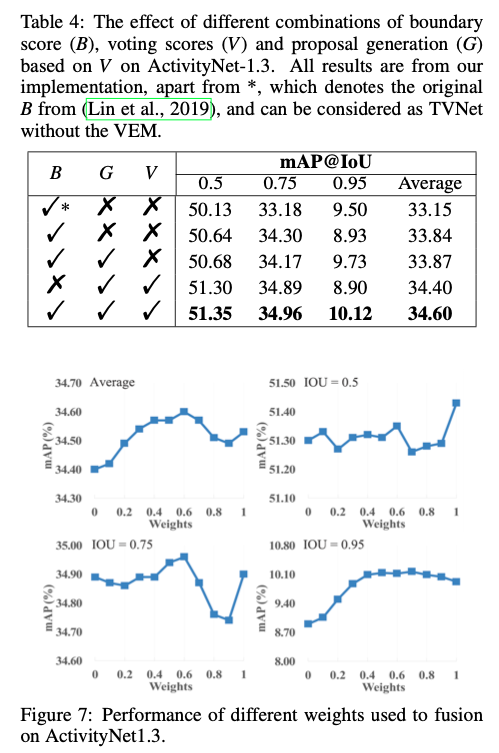 Table 4: The effect of different combinations of boundary
score (B), voting scores (V) and proposal generation (G)
based on V on ActivityNet-1.3. All results are from our
implementation, apart from *, which denotes the original
B from (Lin et al., 2019), and can be considered as TVNet
without the VEM.
B G V mAP@IoU
0.5 0.75 0.95 Average
✓* ✗ ✗ 50.13 33.18 9.50 33.15
✓ ✗ ✗ 50.64 34.30 8.93 33.84
✓ ✓ ✗ 50.68 34.17 9.73 33.87
✗ ✓ ✓ 51.30 34.89 8.90 34.40
✓ ✓ ✓ 51.35 34.96 10.12 34.60
34.70 Average
34.60
34.50
34.40
34.30
mAP(%)
0 0.2 0.4 0.6 0.8 1
Weights
51.50 IOU = 0.5
51.40
51.30
51.20
51.10
mAP(%)
0 0.2 0.4 0.6 0.8 1
Weights
35.00 IOU = 0.75
34.90
34.80
34.70
34.60
mAP(%)
0 0.2 0.4 0.6 0.8 1
Weights
10.80 IOU = 0.95
10.10
9.40
8.70
8.00
mAP(%)
0 0.2 0.4 0.6 0.8 1
Weights
Figure 7: Performance of different weights used to fusion
on ActivityNet1.3.